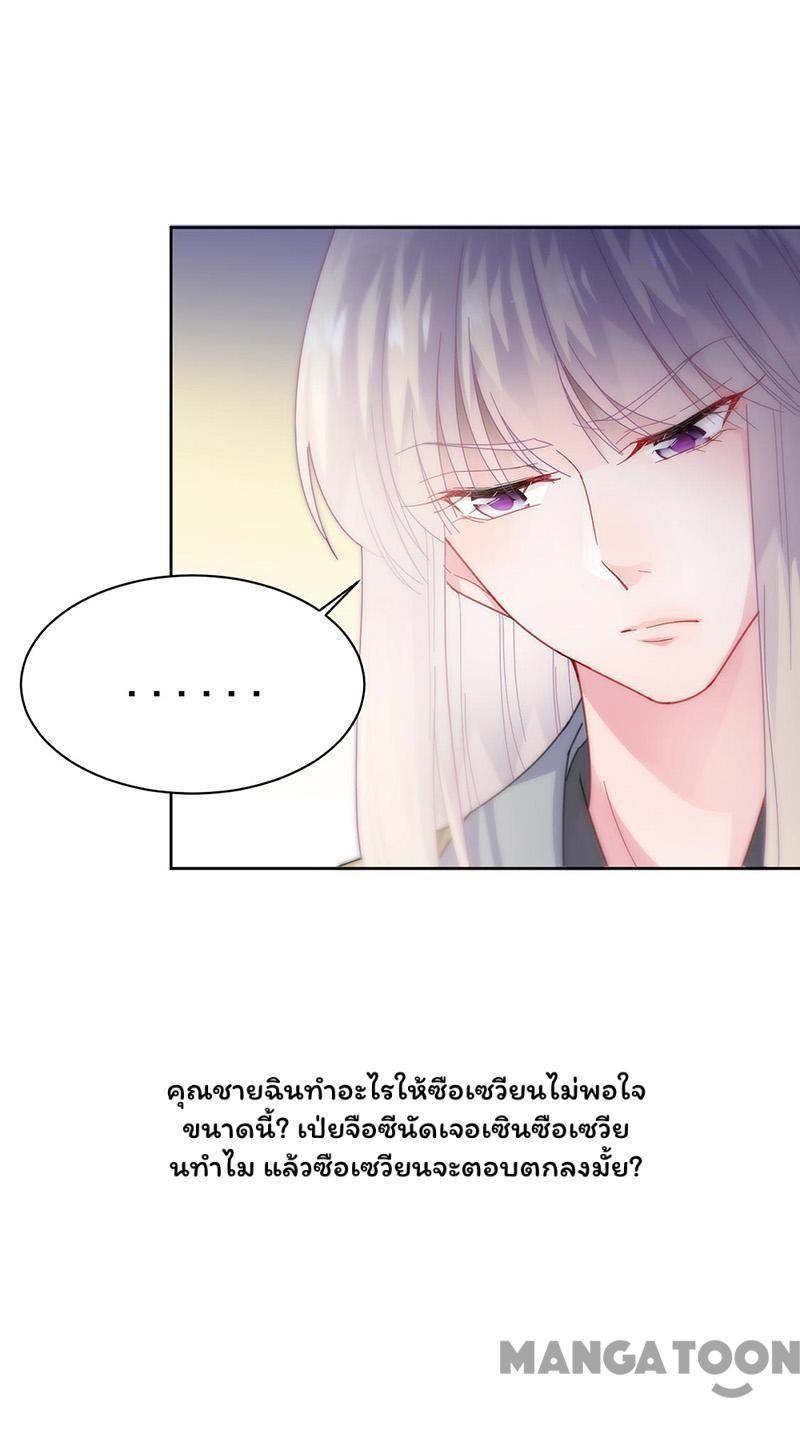 ......
คุณชายฉินทำอะไรให้ซือเซวียนไม่พอใจ
ขนาดนี้? เป่ยจือซีนัดเจอเซินซือเซวีย
นทำไม แล้วซือเซวียนจะตอบตกลงมั้ย?
MANGATOON